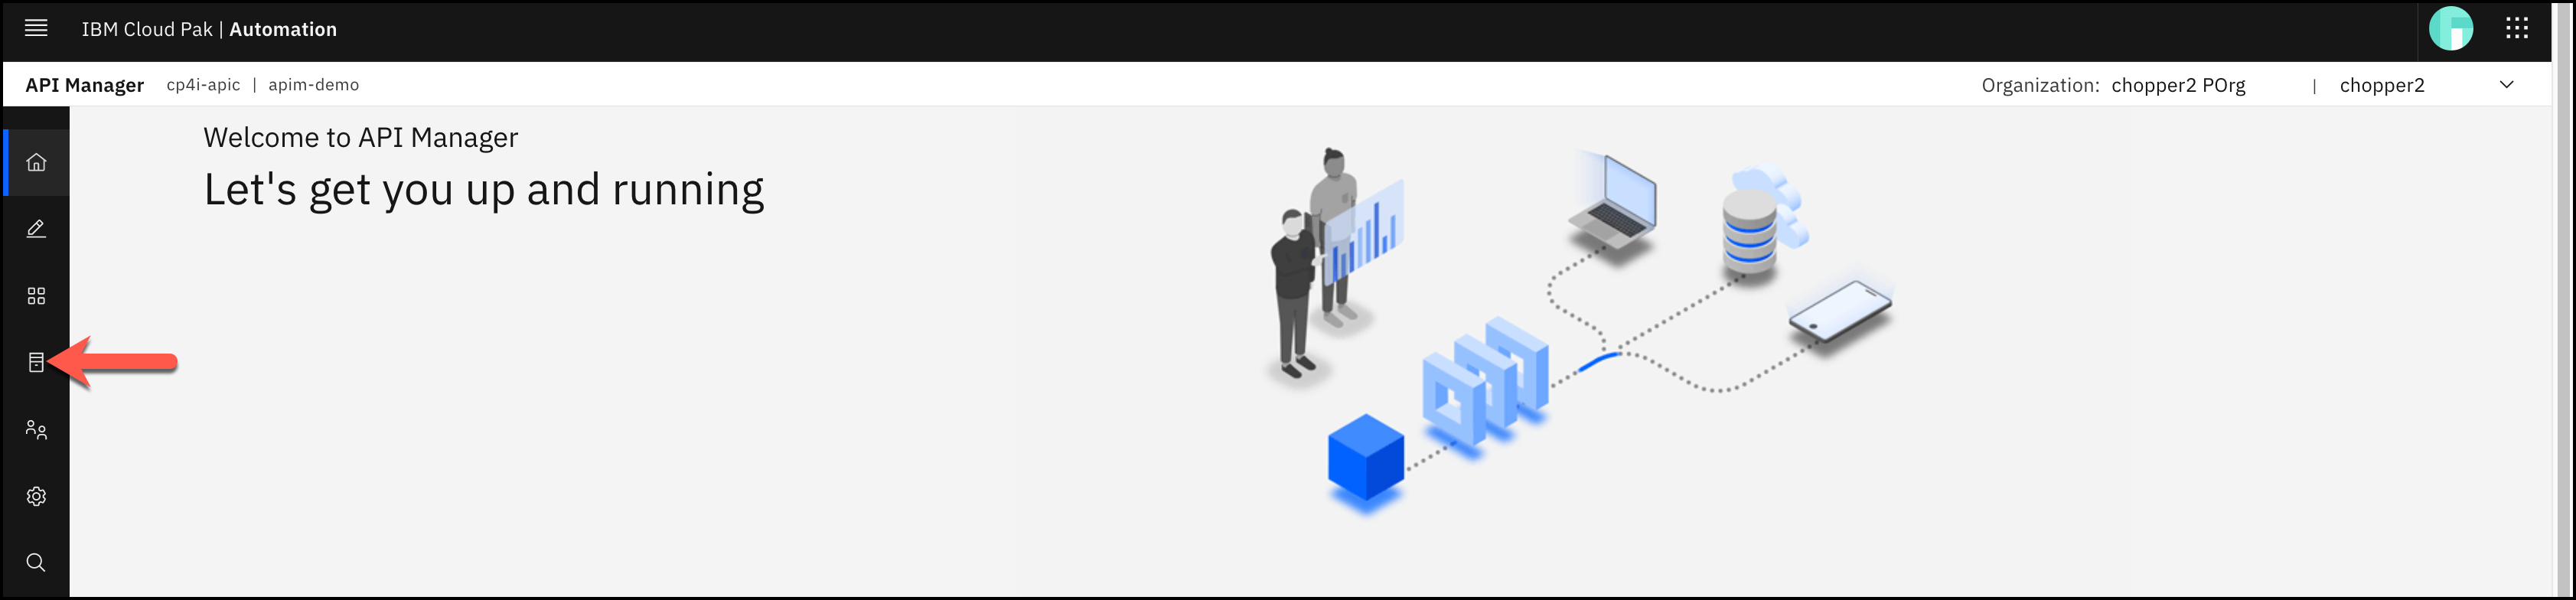 IBM Cloud Pak | Automation
API Manager cp4i-apic | apim-demo Organization: chopper2 POrg | chopper2
Welcome to API Manager
Let's get you up and running